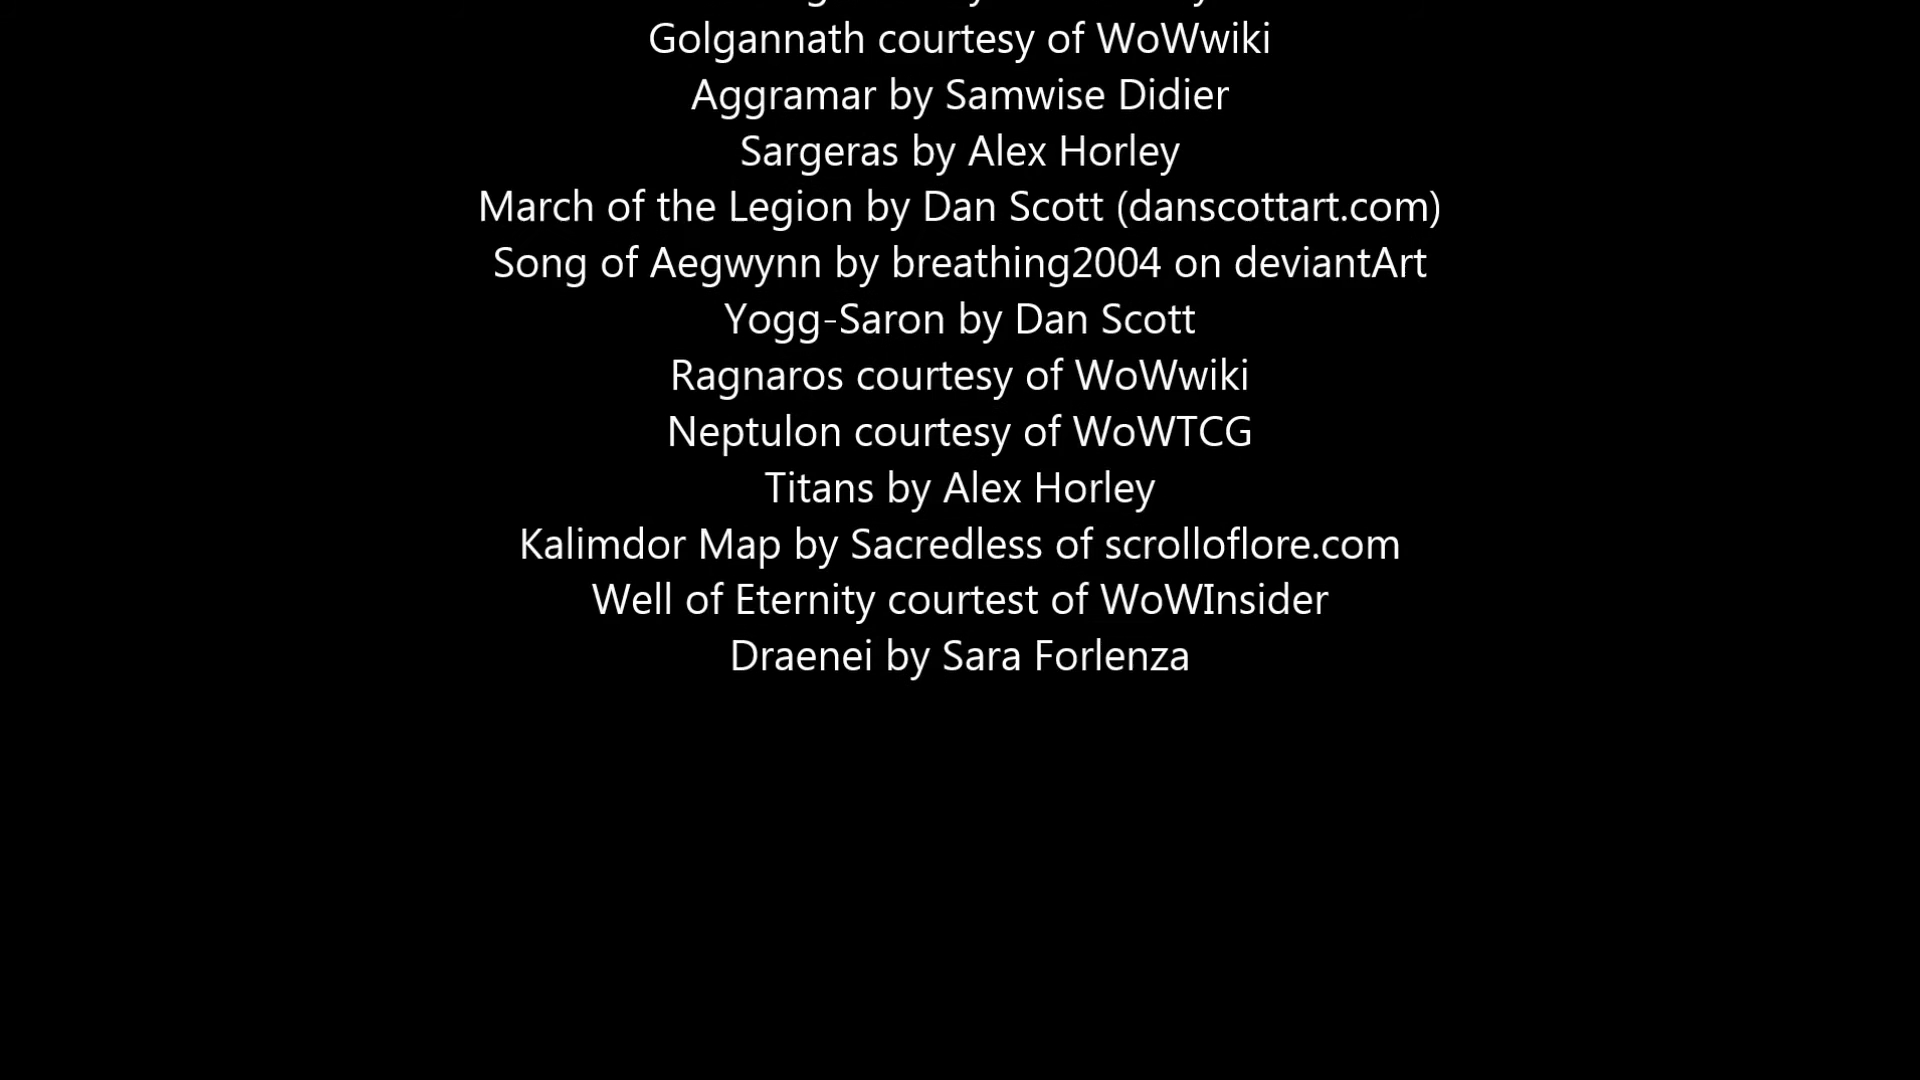 Golgannath courtesy of WoWwiki
Aggramar by Samwise Didier
Sargeras by Alex Horley
March of the Legion by Dan Scott (danscottart.com)
Song of Aegwynn by breathing2004 on deviantArt
Yogg-Saron by Dan Scott
Ragnaros courtesy of WoWwiki
Neptulon courtesy of WoWTCG
Titans by Alex Horley
Kalimdor Map by Sacredless of scrolloflore.com
Well of Eternity courtest of WoWInsider
Draenei by Sara Forlenza